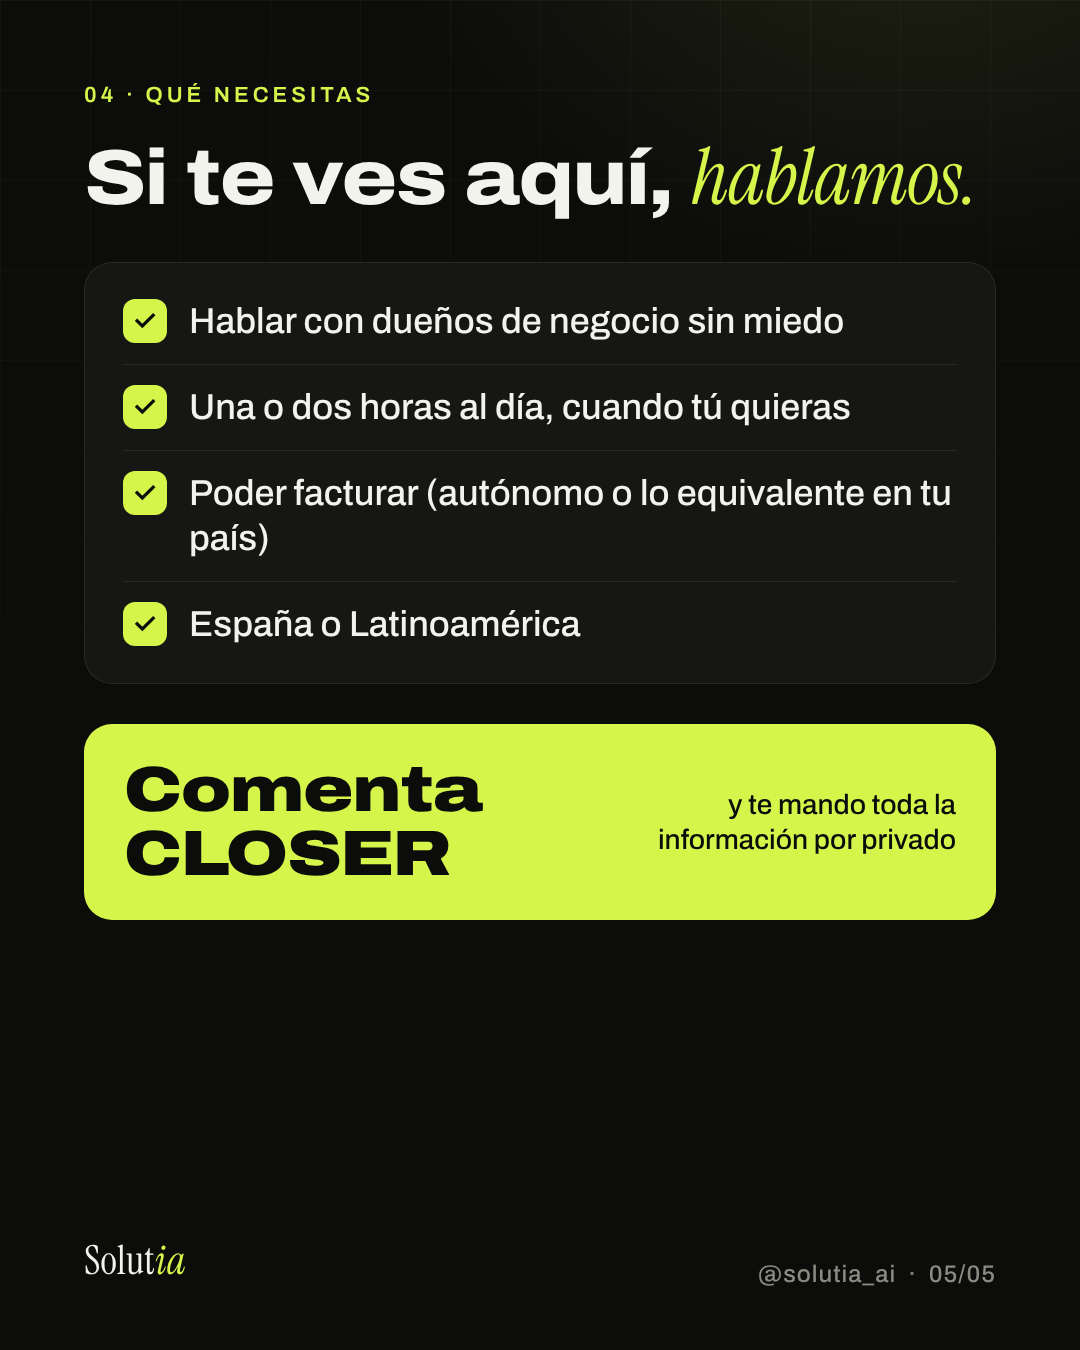 04 · QUÉ NECESITAS
Si te ves aquí, hablamos.
Hablar con dueños de negocio sin miedo
Una o dos horas al día, cuando tú quieras
Poder facturar (autónomo o lo equivalente en tu
país)
España o Latinoamérica
Comenta
CLOSER
y te mando toda la
información por privado
Solutia
@solutia_ai · 05/05